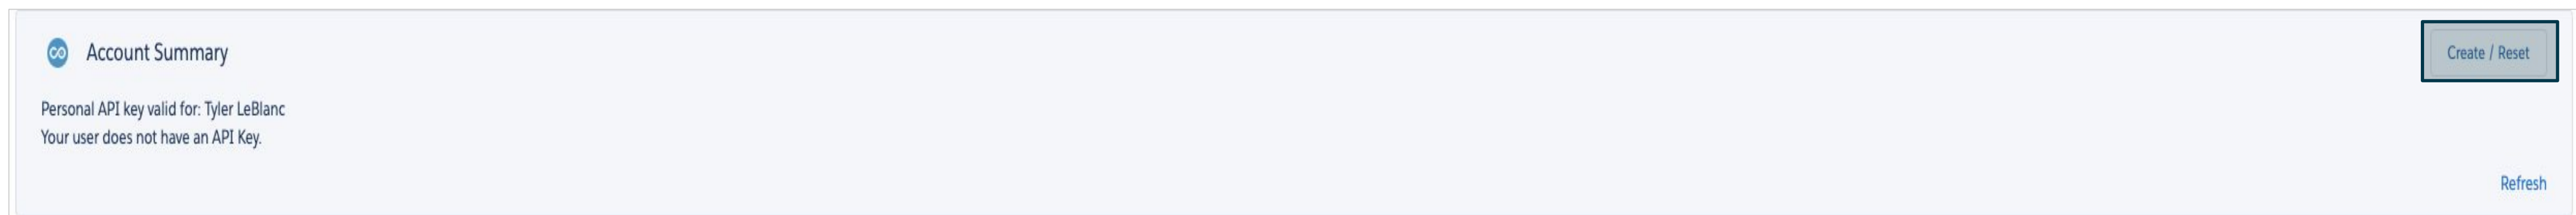 Account Summary
Create / Reset
Personal API key valid for: Tyler LeBlanc
Your user does not have an API Key.
Refresh